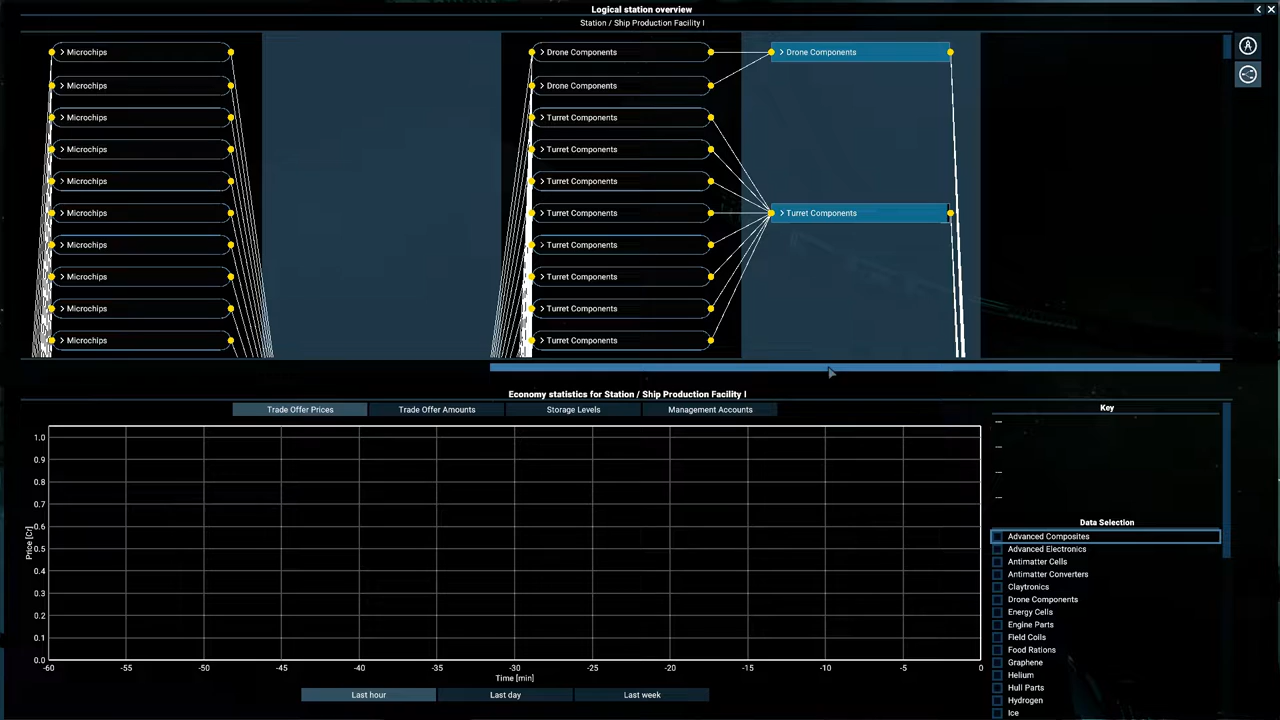 Logical station overview
Station / Ship Production Facility I
Microchips Drone Components Drone Components
Microchips Drone Components
Microchips Turret Components
Microchips Turret Components
Microchips Turret Components
Microchips Turret Components Turret Components
Microchips Turret Components
Microchips Turret Components
Microchips Turret Components
Microchips Turret Components
Economy statistics for Station / Ship Production Facility I
Trade Offer Prices Trade Offer Amounts Storage Levels Management Accounts
Key
---
---
---
---
1.0
0.9
0.8
0.7
0.6
0.5
0.4
0.3
0.2
0.1
0.0
Price [Cr]
-60 -55 -50 -45 -40 -35 -30 -25 -20 -15 -10 -5 0
Time [min]
Last hour Last day Last week
Data Selection
Advanced Composites
Advanced Electronics
Antimatter Cells
Antimatter Converters
Claytronics
Drone Components
Energy Cells
Engine Parts
Field Coils
Food Rations
Graphene
Helium
Hull Parts
Hydrogen
Ice